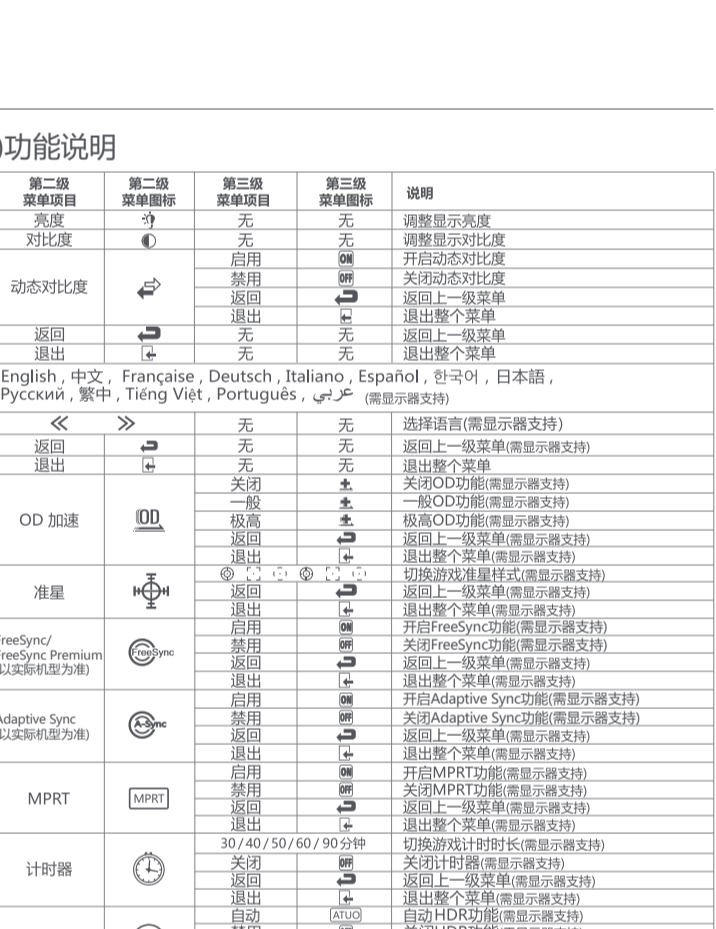 )功能说明
第二级 第二级 第三级 第三级 说明
菜单项目 菜单图标 菜单项目 菜单图标
亮度 无 无 调整显示亮度
对比度 无 无 调整显示对比度
动态对比度 启用 ON 开启动态对比度
禁用 OFF 关闭动态对比度
返回 返回上一级菜单
退出 退出整个菜单
返回 无 无 返回上一级菜单
退出 无 无 退出整个菜单
English , 中文 , Française , Deutsch , Italiano , Español , 한국어 , 日本語 ,
Русский , 繁中 , Tiếng Việt , Português , عربي (需显示器支持)
≪ ≫ 无 无 选择语言(需显示器支持)
返回 无 无 返回上一级菜单(需显示器支持)
退出 无 无 退出整个菜单
OD 加速 OD 关闭 关闭OD功能(需显示器支持)
一般 一般OD功能(需显示器支持)
极高 极高OD功能(需显示器支持)
返回 返回上一级菜单(需显示器支持)
退出 退出整个菜单(需显示器支持)
准星 切换游戏准星样式(需显示器支持)
返回 返回上一级菜单(需显示器支持)
退出 退出整个菜单(需显示器支持)
reeSync/
reeSync Premium
以实际机型为准)
FreeSync
启用 ON 开启FreeSync功能(需显示器支持)
禁用 OFF 关闭FreeSync功能(需显示器支持)
返回 返回上一级菜单(需显示器支持)
退出 退出整个菜单(需显示器支持)
Adaptive Sync
以实际机型为准)
A-Sync
启用 ON 开启Adaptive Sync功能(需显示器支持)
禁用 OFF 关闭Adaptive Sync功能(需显示器支持)
返回 返回上一级菜单(需显示器支持)
退出 退出整个菜单(需显示器支持)
MPRT MPRT 启用 ON 开启MPRT功能(需显示器支持)
禁用 OFF 关闭MPRT功能(需显示器支持)
返回 返回上一级菜单(需显示器支持)
退出 退出整个菜单(需显示器支持)
计时器 30 / 40 / 50 / 60 / 90 分钟 切换游戏计时时长(需显示器支持)
关闭 OFF 关闭计时器(需显示器支持)
返回 返回上一级菜单(需显示器支持)
退出 退出整个菜单(需显示器支持)
自动 ATUO 自动HDR功能(需显示器支持)